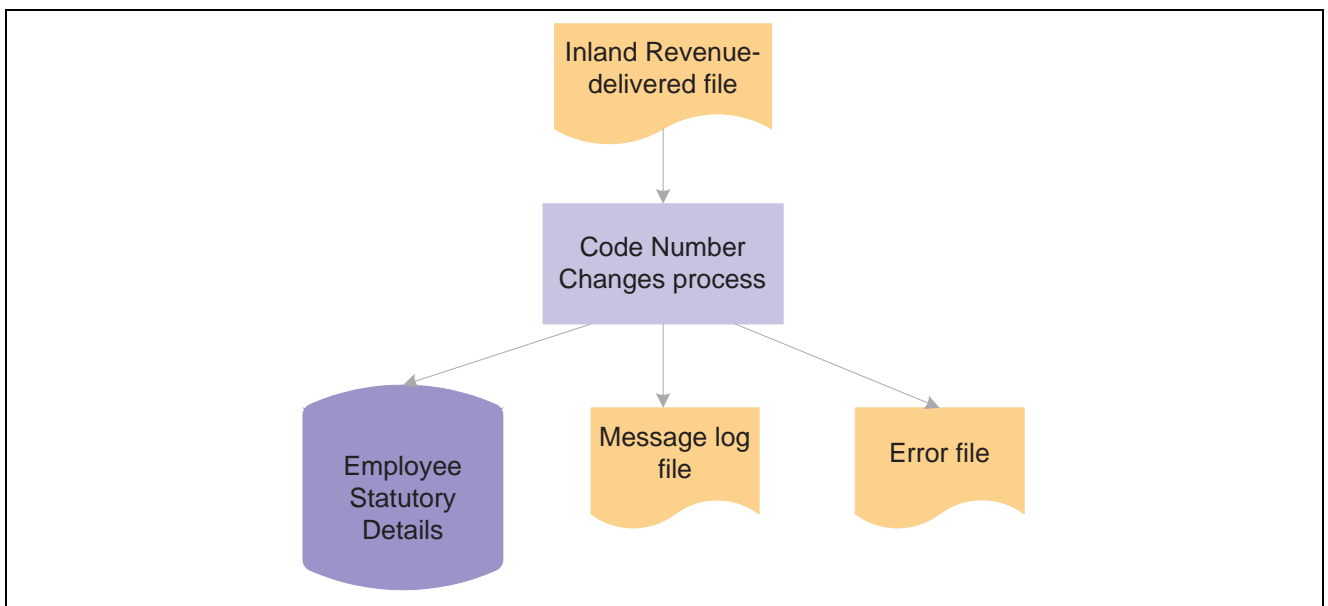 Inland Revenue-
delivered file
Code Number
Changes process
Employee
Statutory
Details
Message log
file
Error file